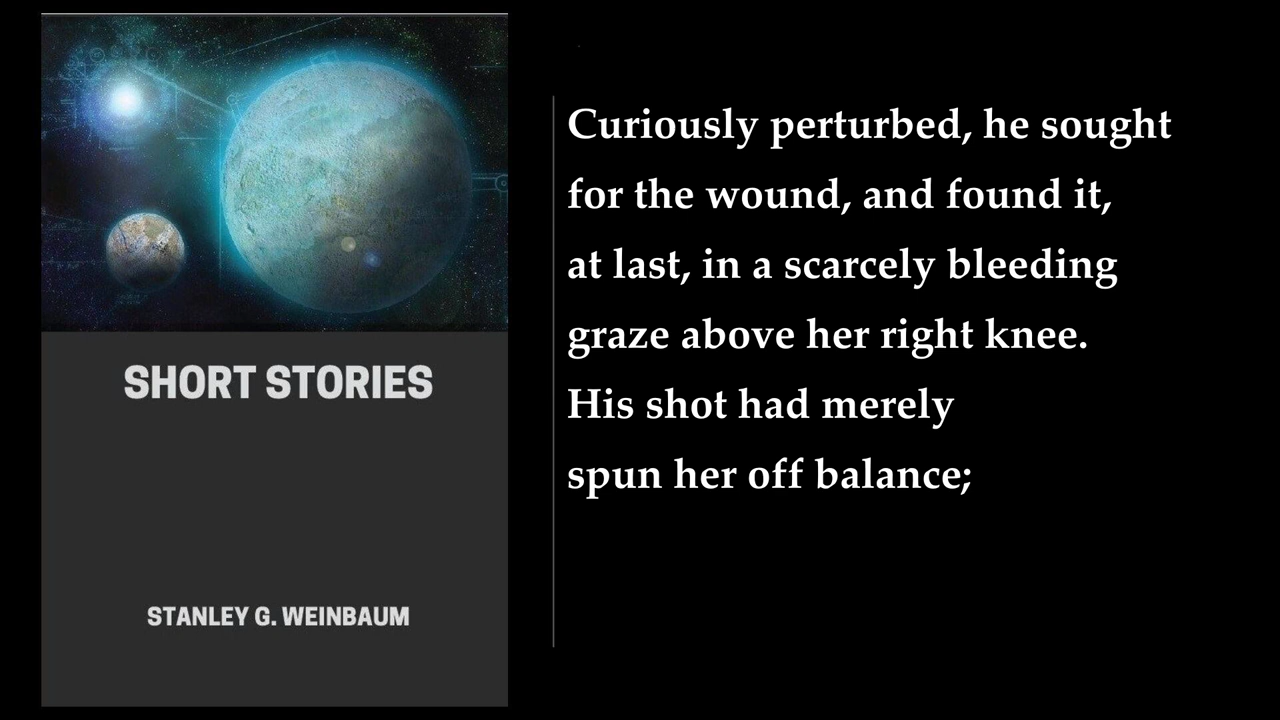 SHORT STORIES
STANLEY G. WEINBAUM
Curiously perturbed, he sought
for the wound, and found it,
at last, in a scarcely bleeding
graze above her right knee.
His shot had merely
spun her off balance;